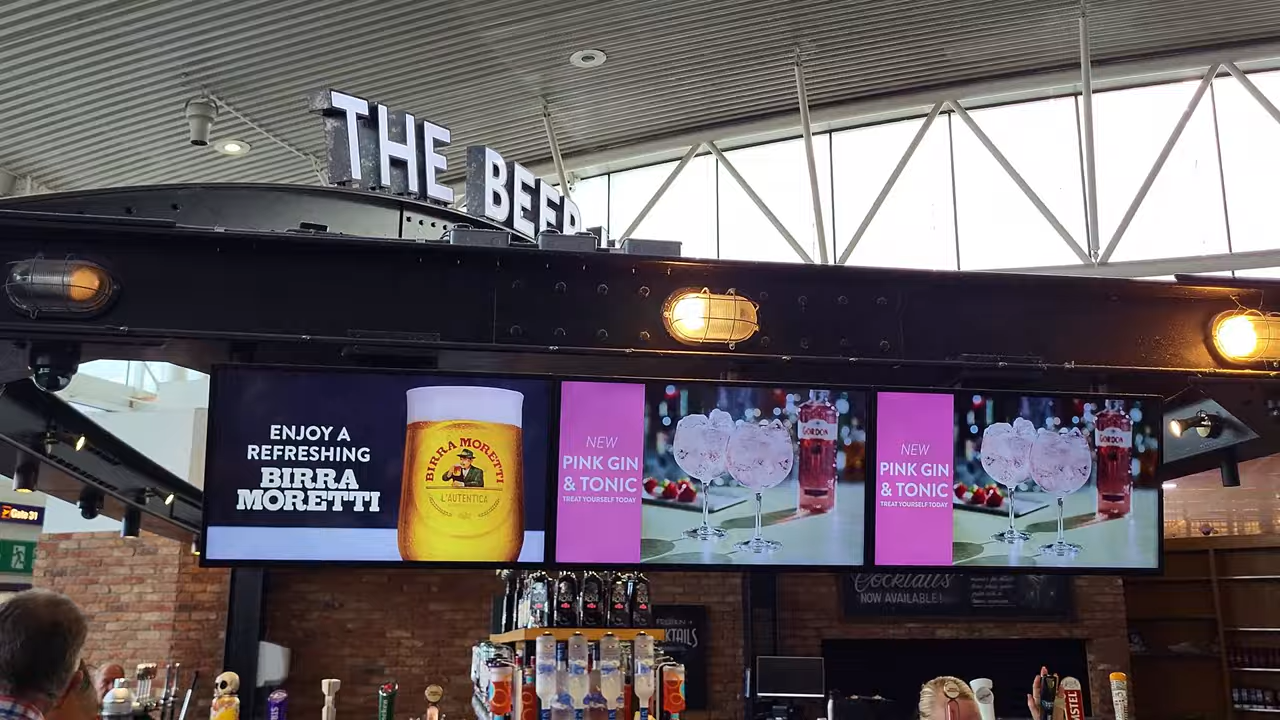 THE BEER
ENJOY A
REFRESHING
BIRRA
MORETTI
BIRRA MORETTI
L'AUTENTICA
NEW
PINK GIN
& TONIC
TREAT YOURSELF TODAY
GORDON
NEW
PINK GIN
& TONIC
TREAT YOURSELF TODAY
GORDON
Gate 31
Cocktails
NOW AVAILABLE!
AMSTEL